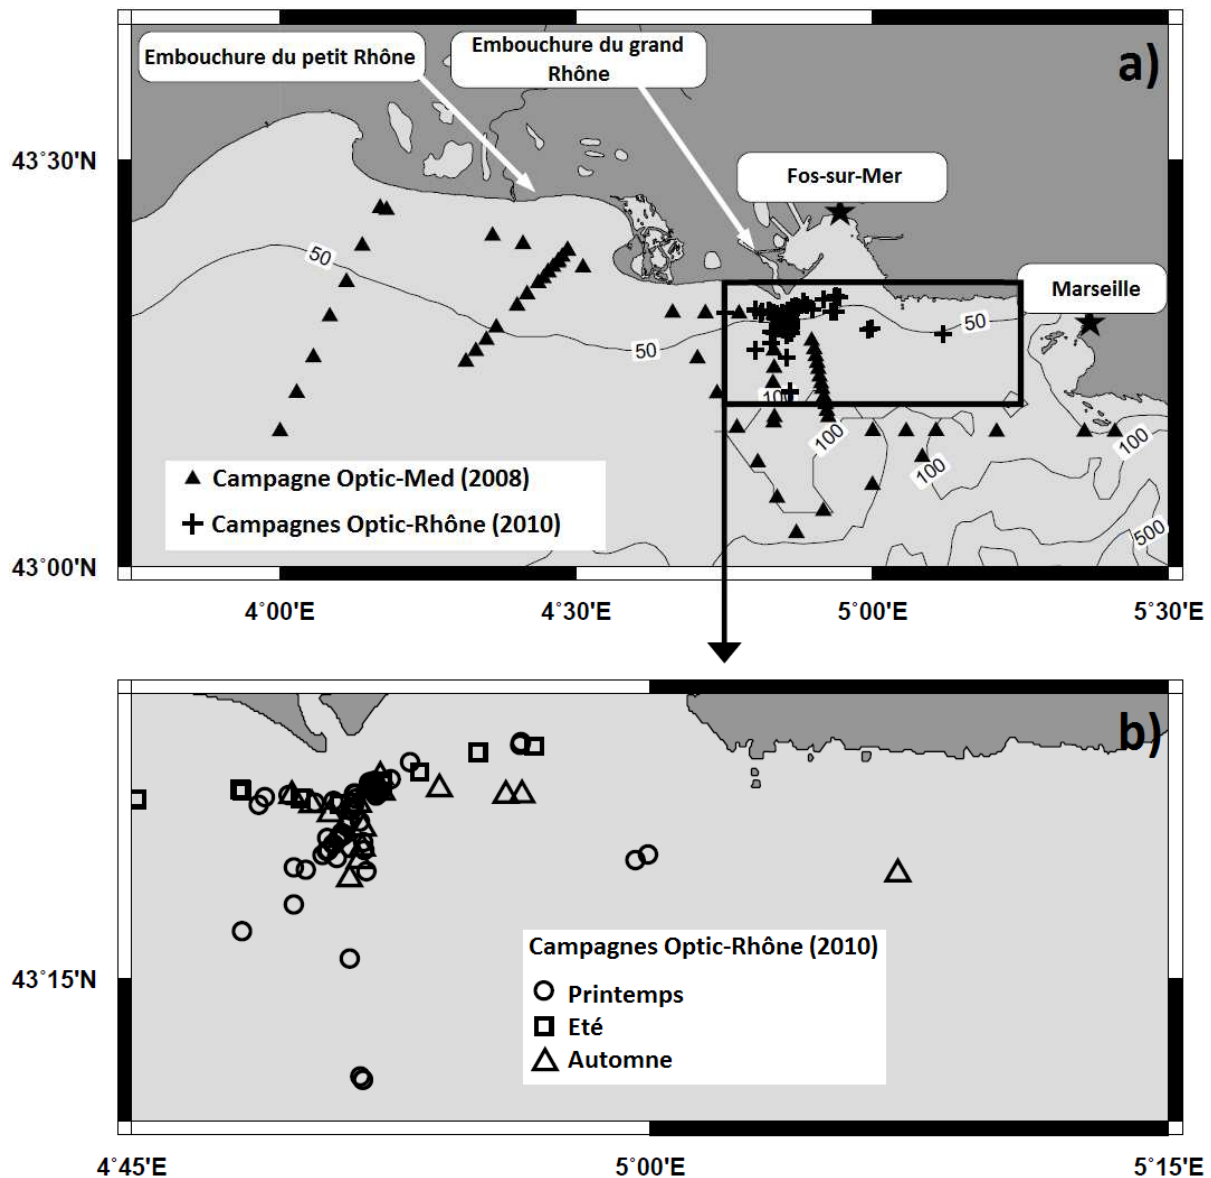 a)
Embouchure du petit Rhône
Embouchure du grand
Rhône
Fos-sur-Mer
Marseille
43°30'N
50
50
50
100
100
100
100
500
Campagne Optic-Med (2008)
Campagnes Optic-Rhône (2010)
43°00'N
4°00'E
4°30'E
5°00'E
5°30'E
b)
Campagnes Optic-Rhône (2010)
Printemps
Eté
Automne
43°15'N
4°45'E
5°00'E
5°15'E